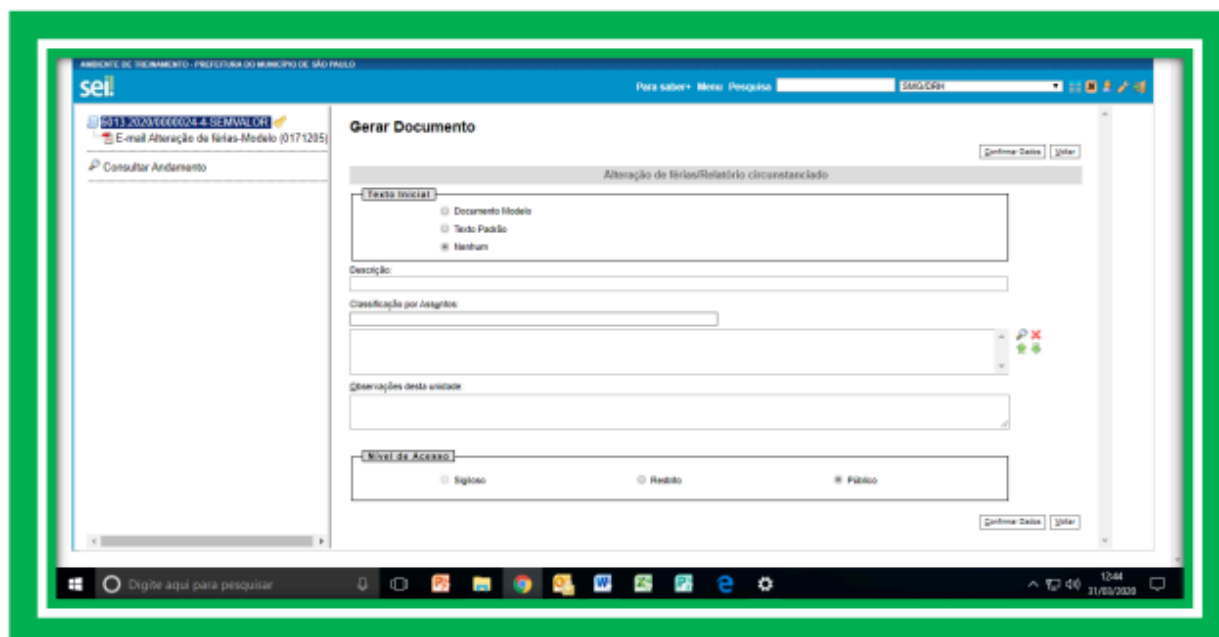 AMBIENTE DE TREINAMENTO - PREFEITURA DO MUNICÍPIO DE SÃO PAULO
sei!
Para saber+ Menu Pesquisa
SMG/DRH
6013.2020/0000024-4-SEMVALOR
E-mail Alteração de férias-Modelo (0171205)
Consultar Andamento
Gerar Documento
Confirmar Dados Voltar
Alteração de férias/Relatório circunstanciado
Texto Inicial
Documento Modelo
Texto Padrão
Nenhum
Descrição:
Classificação por Assuntos:
Observações desta unidade:
Nível de Acesso
Sigiloso Restrito Público
Confirmar Dados Voltar
Digite aqui para pesquisar
12:44
31/03/2020